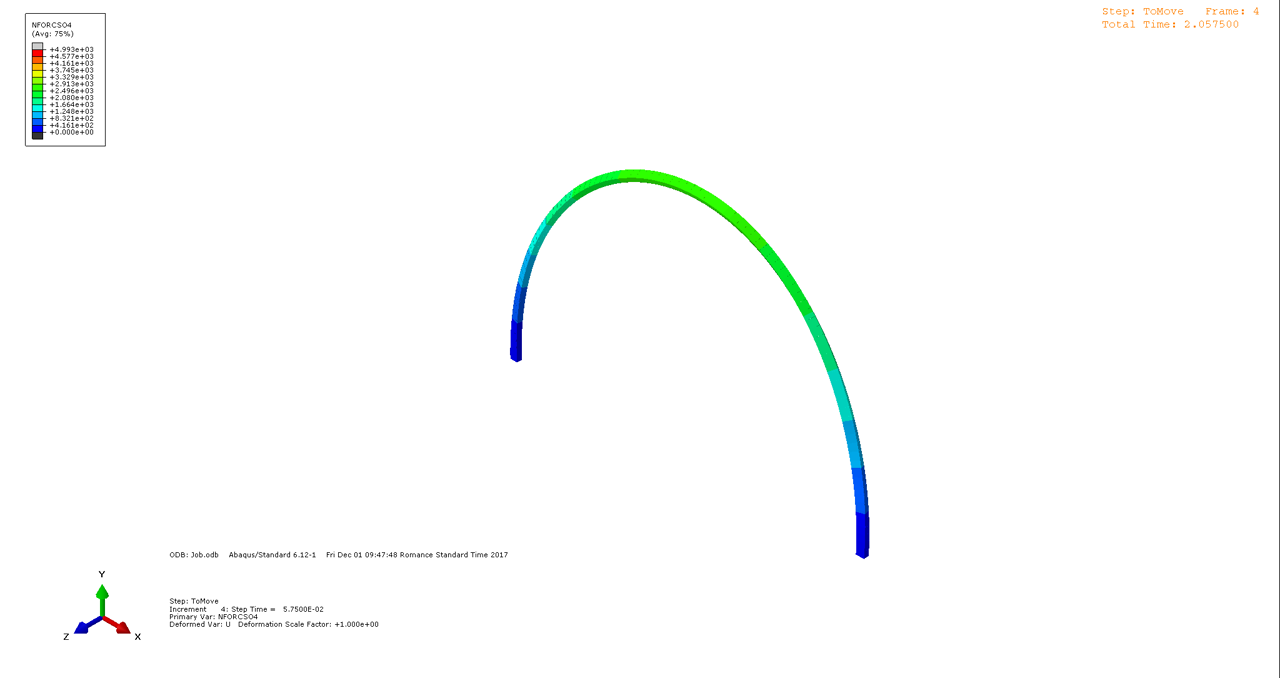 NFORCSO4
(Avg: 75%)
+4.993e+03
+4.577e+03
+4.161e+03
+3.745e+03
+3.329e+03
+2.913e+03
+2.496e+03
+2.080e+03
+1.664e+03
+1.248e+03
+8.321e+02
+4.161e+02
+0.000e+00
Step: ToMove Frame: 4
Total Time: 2.057500
ODB: Job.odb Abaqus/Standard 6.12-1 Fri Dec 01 09:47:48 Romance Standard Time 2017
Y
Z
X
Step: ToMove
Increment 4: Step Time = 5.7500E-02
Primary Var: NFORCSO4
Deformed Var: U Deformation Scale Factor: +1.000e+00